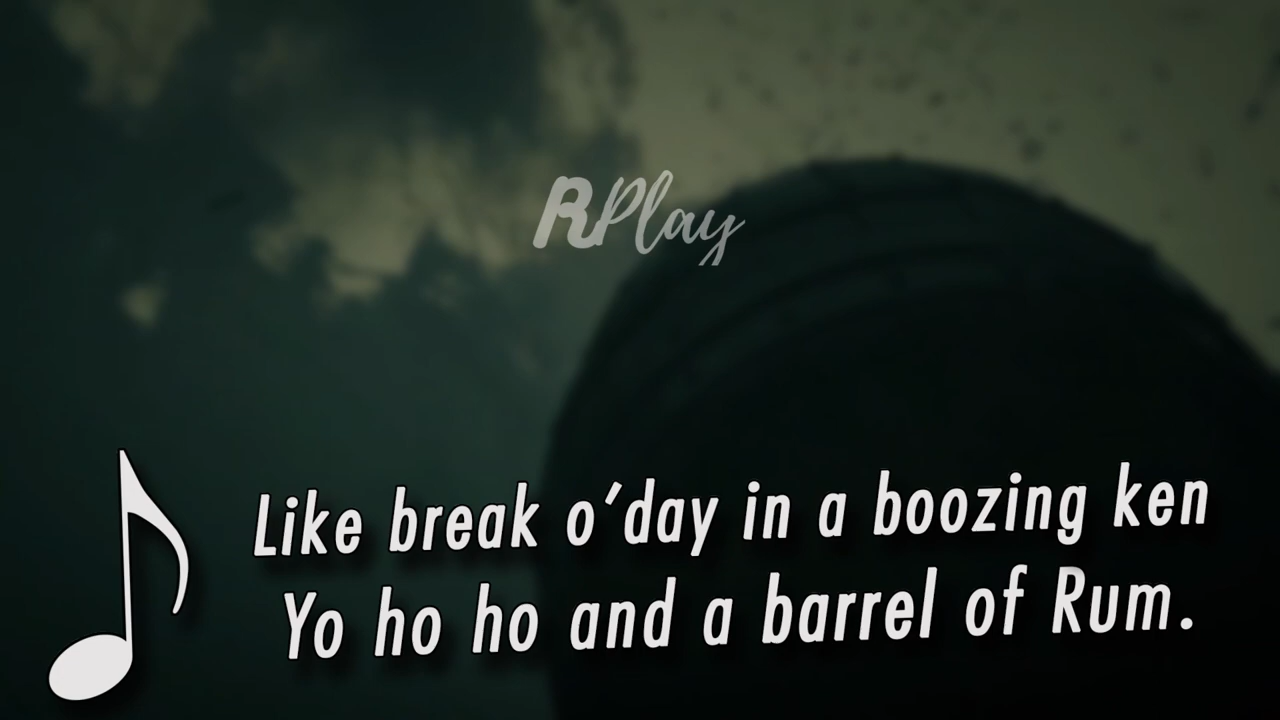 RPlay
Like break o'day in a boozing ken
Yo ho ho and a barrel of Rum.